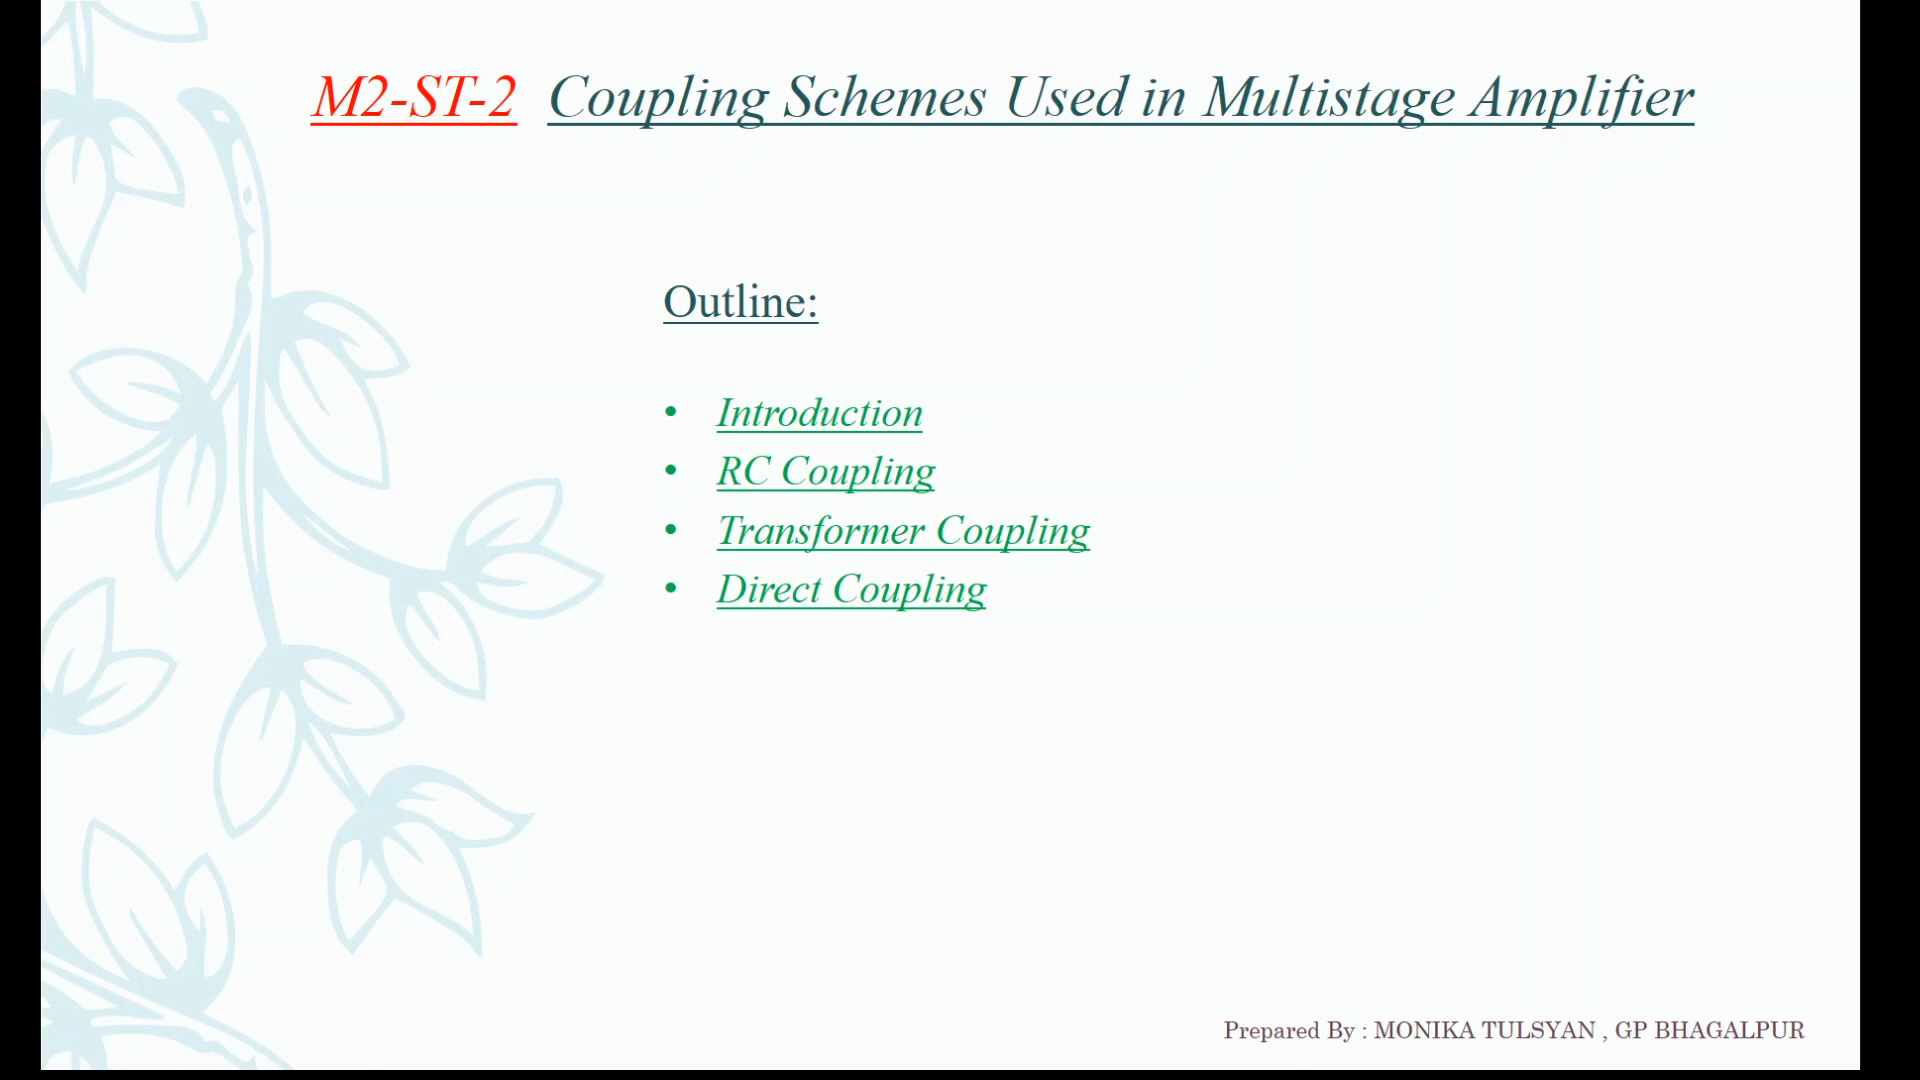 M2-ST-2 Coupling Schemes Used in Multistage Amplifier
Outline:
• Introduction
• RC Coupling
• Transformer Coupling
• Direct Coupling
Prepared By : MONIKA TULSYAN , GP BHAGALPUR